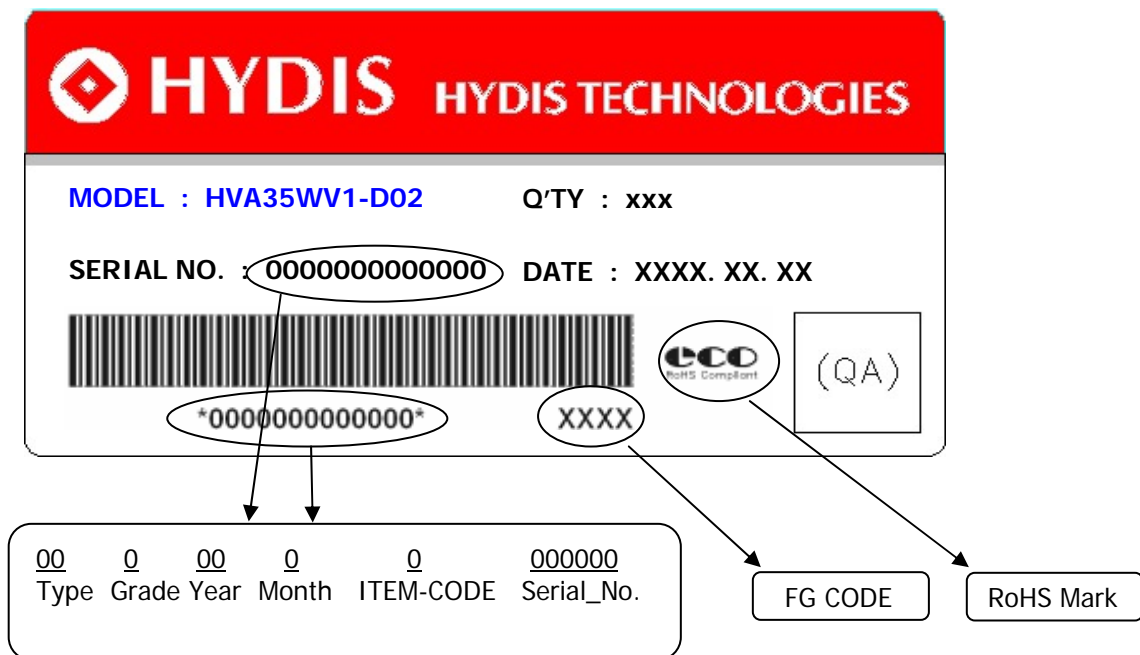 HYDIS HYDIS TECHNOLOGIES
MODEL : HVA35WV1-D02 Q'TY : xxx
SERIAL NO. : 0000000000000 DATE : XXXX. XX. XX
eco
RoHS Compliant
(QA)
*0000000000000* XXXX
00 0 00 0 0 000000
Type Grade Year Month ITEM-CODE Serial_No.
FG CODE
RoHS Mark